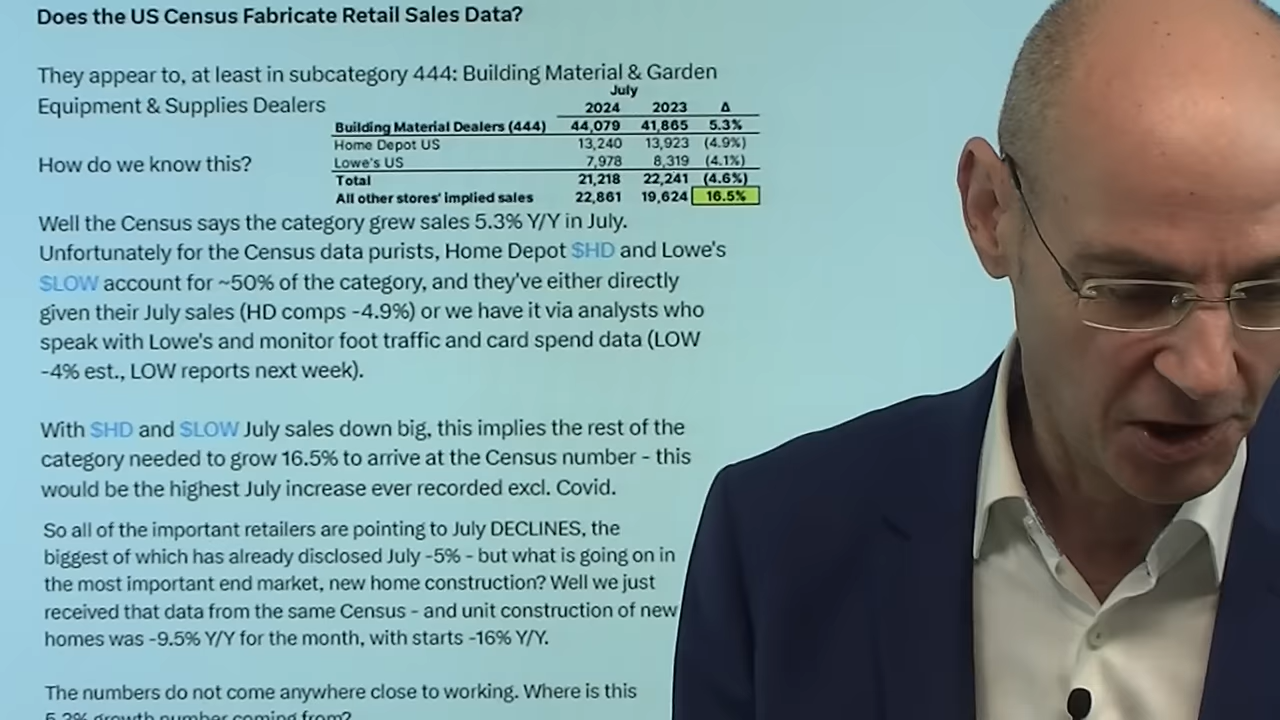 Does the US Census Fabricate Retail Sales Data?
They appear to, at least in subcategory 444: Building Material & Garden
Equipment & Supplies Dealers
July
2024 2023 Δ
Building Material Dealers (444) 44,079 41,865 5.3%
Home Depot US 13,240 13,923 (4.9%)
Lowe's US 7,978 8,319 (4.1%)
Total 21,218 22,241 (4.6%)
All other stores' implied sales 22,861 19,624 16.5%
How do we know this?
Well the Census says the category grew sales 5.3% Y/Y in July.
Unfortunately for the Census data purists, Home Depot $HD and Lowe's
$LOW account for ~50% of the category, and they've either directly
given their July sales (HD comps -4.9%) or we have it via analysts who
speak with Lowe's and monitor foot traffic and card spend data (LOW
-4% est., LOW reports next week).
With $HD and $LOW July sales down big, this implies the rest of the
category needed to grow 16.5% to arrive at the Census number - this
would be the highest July increase ever recorded excl. Covid.
So all of the important retailers are pointing to July DECLINES, the
biggest of which has already disclosed July -5% - but what is going on in
the most important end market, new home construction? Well we just
received that data from the same Census - and unit construction of new
homes was -9.5% Y/Y for the month, with starts -16% Y/Y.
The numbers do not come anywhere close to working. Where is this
growth number coming from?